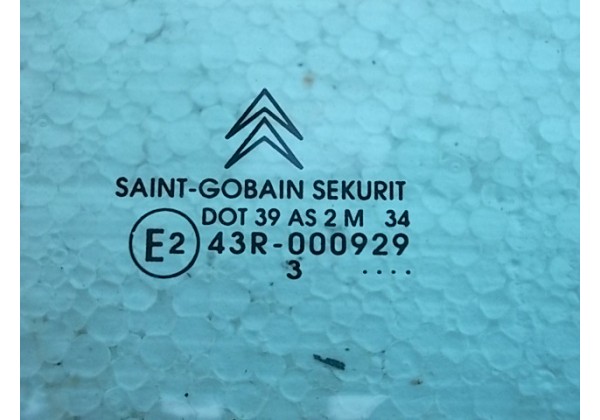 SAINT-GOBAIN SEKURIT
DOT 39 AS 2 M 34
E2 43R-000929
3 ....